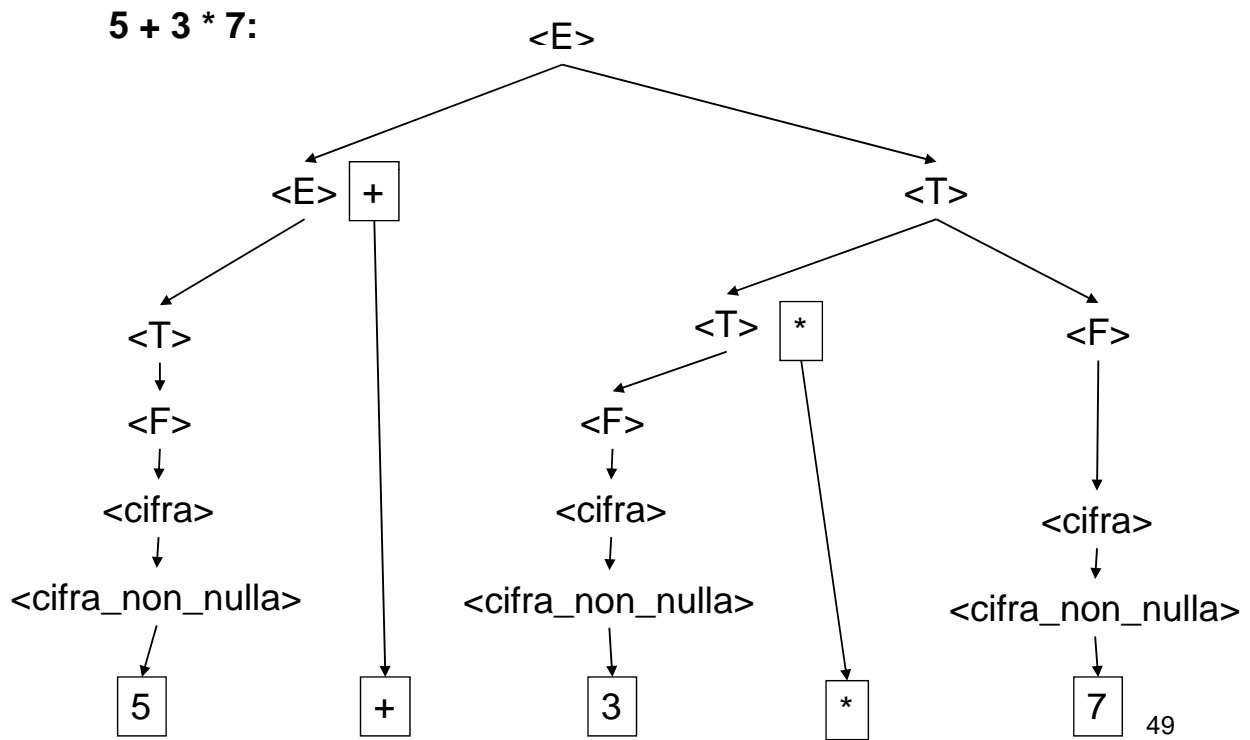 5 + 3 * 7:
<E>
<E> + <T>
<T> <T> * <F>
<F> <F>
<cifra> <cifra> <cifra>
<cifra_non_nulla> <cifra_non_nulla> <cifra_non_nulla>
5 + 3 * 7
49